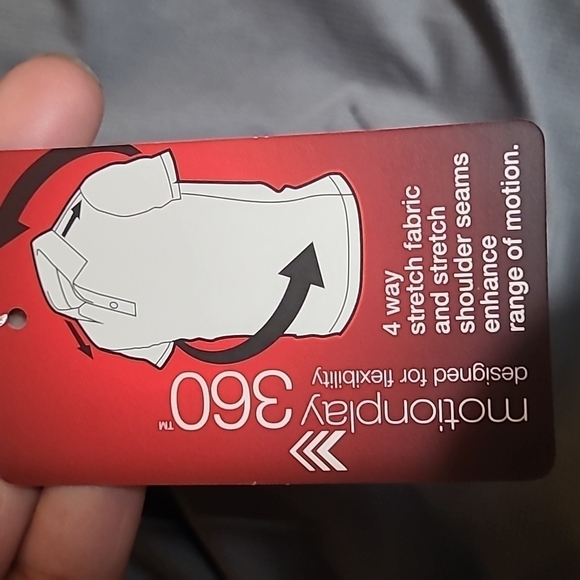 motionplay
360™
designed for flexibility
4 way
stretch fabric
and stretch
shoulder seams
enhance
range of motion.